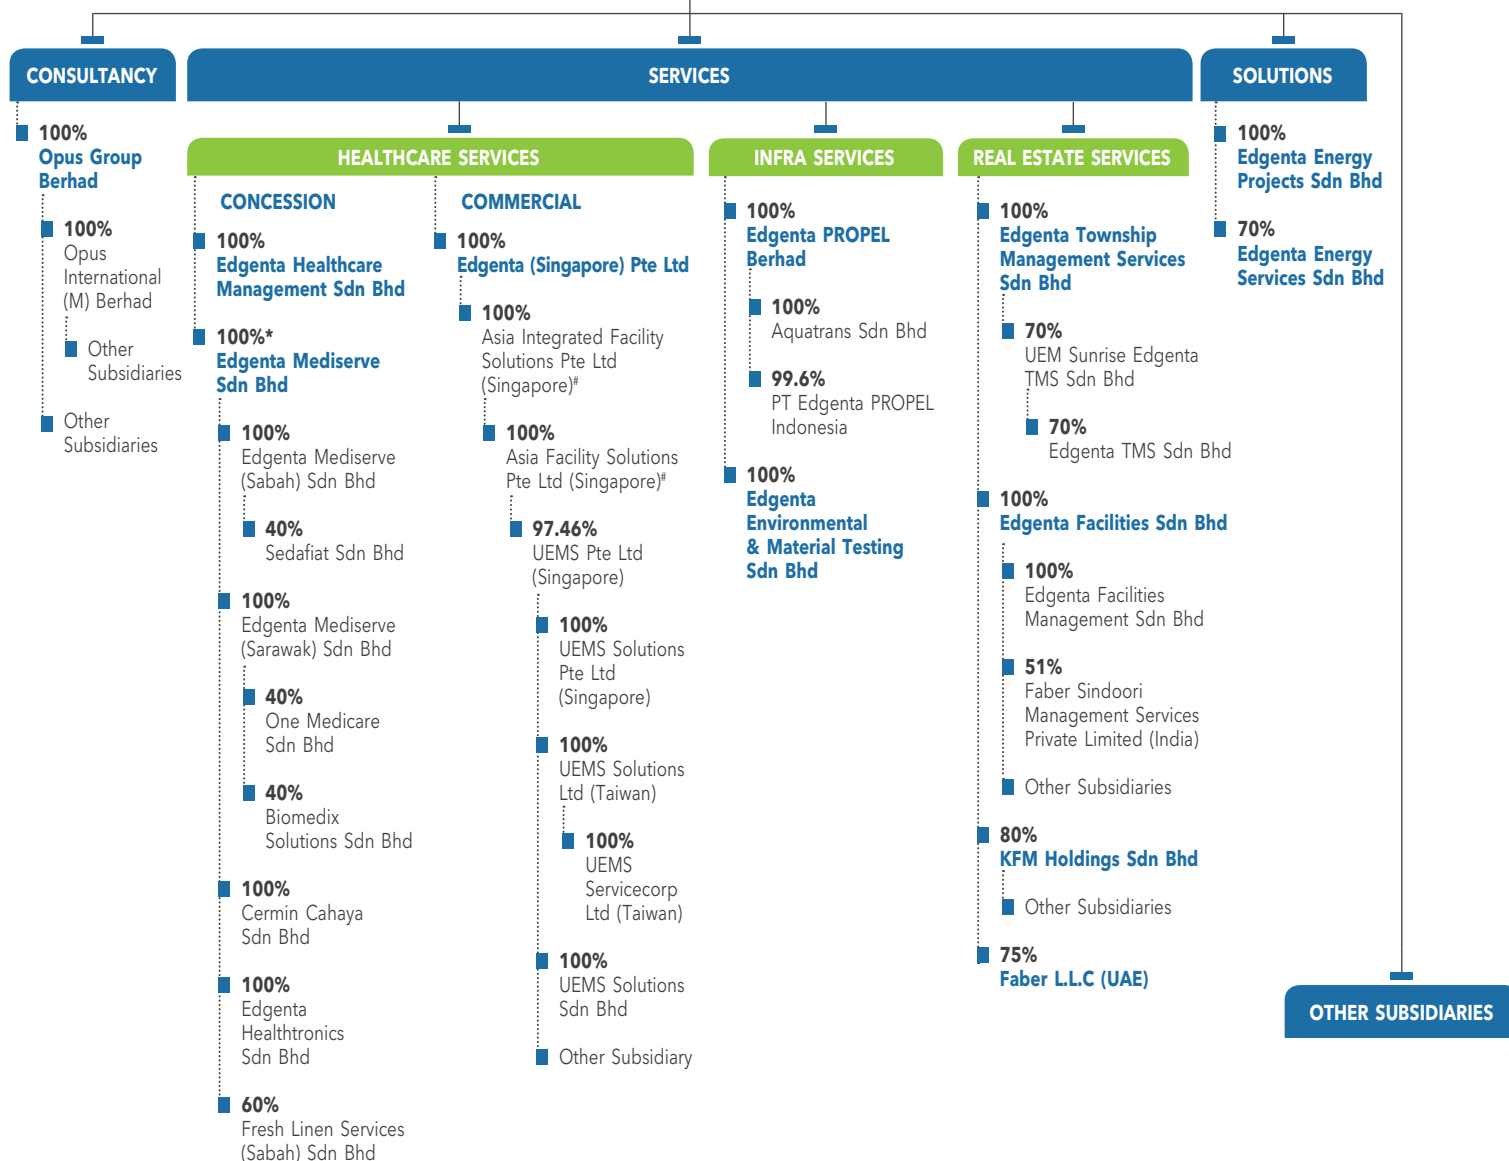 CONSULTANCY
100%
Opus Group
Berhad
100%
Opus
International
(M) Berhad
Other
Subsidiaries
Other
Subsidiaries
SERVICES
HEALTHCARE SERVICES
CONCESSION
100%
Edgenta Healthcare
Management Sdn Bhd
100%*
Edgenta Mediserve
Sdn Bhd
100%
Edgenta Mediserve
(Sabah) Sdn Bhd
40%
Sedafiat Sdn Bhd
100%
Edgenta Mediserve
(Sarawak) Sdn Bhd
40%
One Medicare
Sdn Bhd
40%
Biomedix
Solutions Sdn Bhd
100%
Cermin Cahaya
Sdn Bhd
100%
Edgenta
Healthtronics
Sdn Bhd
60%
Fresh Linen Services
(Sabah) Sdn Bhd
COMMERCIAL
100%
Edgenta (Singapore) Pte Ltd
100%
Asia Integrated Facility
Solutions Pte Ltd
(Singapore)#
100%
Asia Facility Solutions
Pte Ltd (Singapore)#
97.46%
UEMS Pte Ltd
(Singapore)
100%
UEMS Solutions
Pte Ltd
(Singapore)
100%
UEMS Solutions
Ltd (Taiwan)
100%
UEMS
Servicecorp
Ltd (Taiwan)
100%
UEMS Solutions
Sdn Bhd
Other Subsidiary
INFRA SERVICES
100%
Edgenta PROPEL
Berhad
100%
Aquatrans Sdn Bhd
99.6%
PT Edgenta PROPEL
Indonesia
100%
Edgenta
Environmental
& Material Testing
Sdn Bhd
REAL ESTATE SERVICES
100%
Edgenta Township
Management Services
Sdn Bhd
70%
UEM Sunrise Edgenta
TMS Sdn Bhd
70%
Edgenta TMS Sdn Bhd
100%
Edgenta Facilities Sdn Bhd
100%
Edgenta Facilities
Management Sdn Bhd
51%
Faber Sindoori
Management Services
Private Limited (India)
Other Subsidiaries
80%
KFM Holdings Sdn Bhd
Other Subsidiaries
75%
Faber L.L.C (UAE)
SOLUTIONS
100%
Edgenta Energy
Projects Sdn Bhd
70%
Edgenta Energy
Services Sdn Bhd
OTHER SUBSIDIARIES